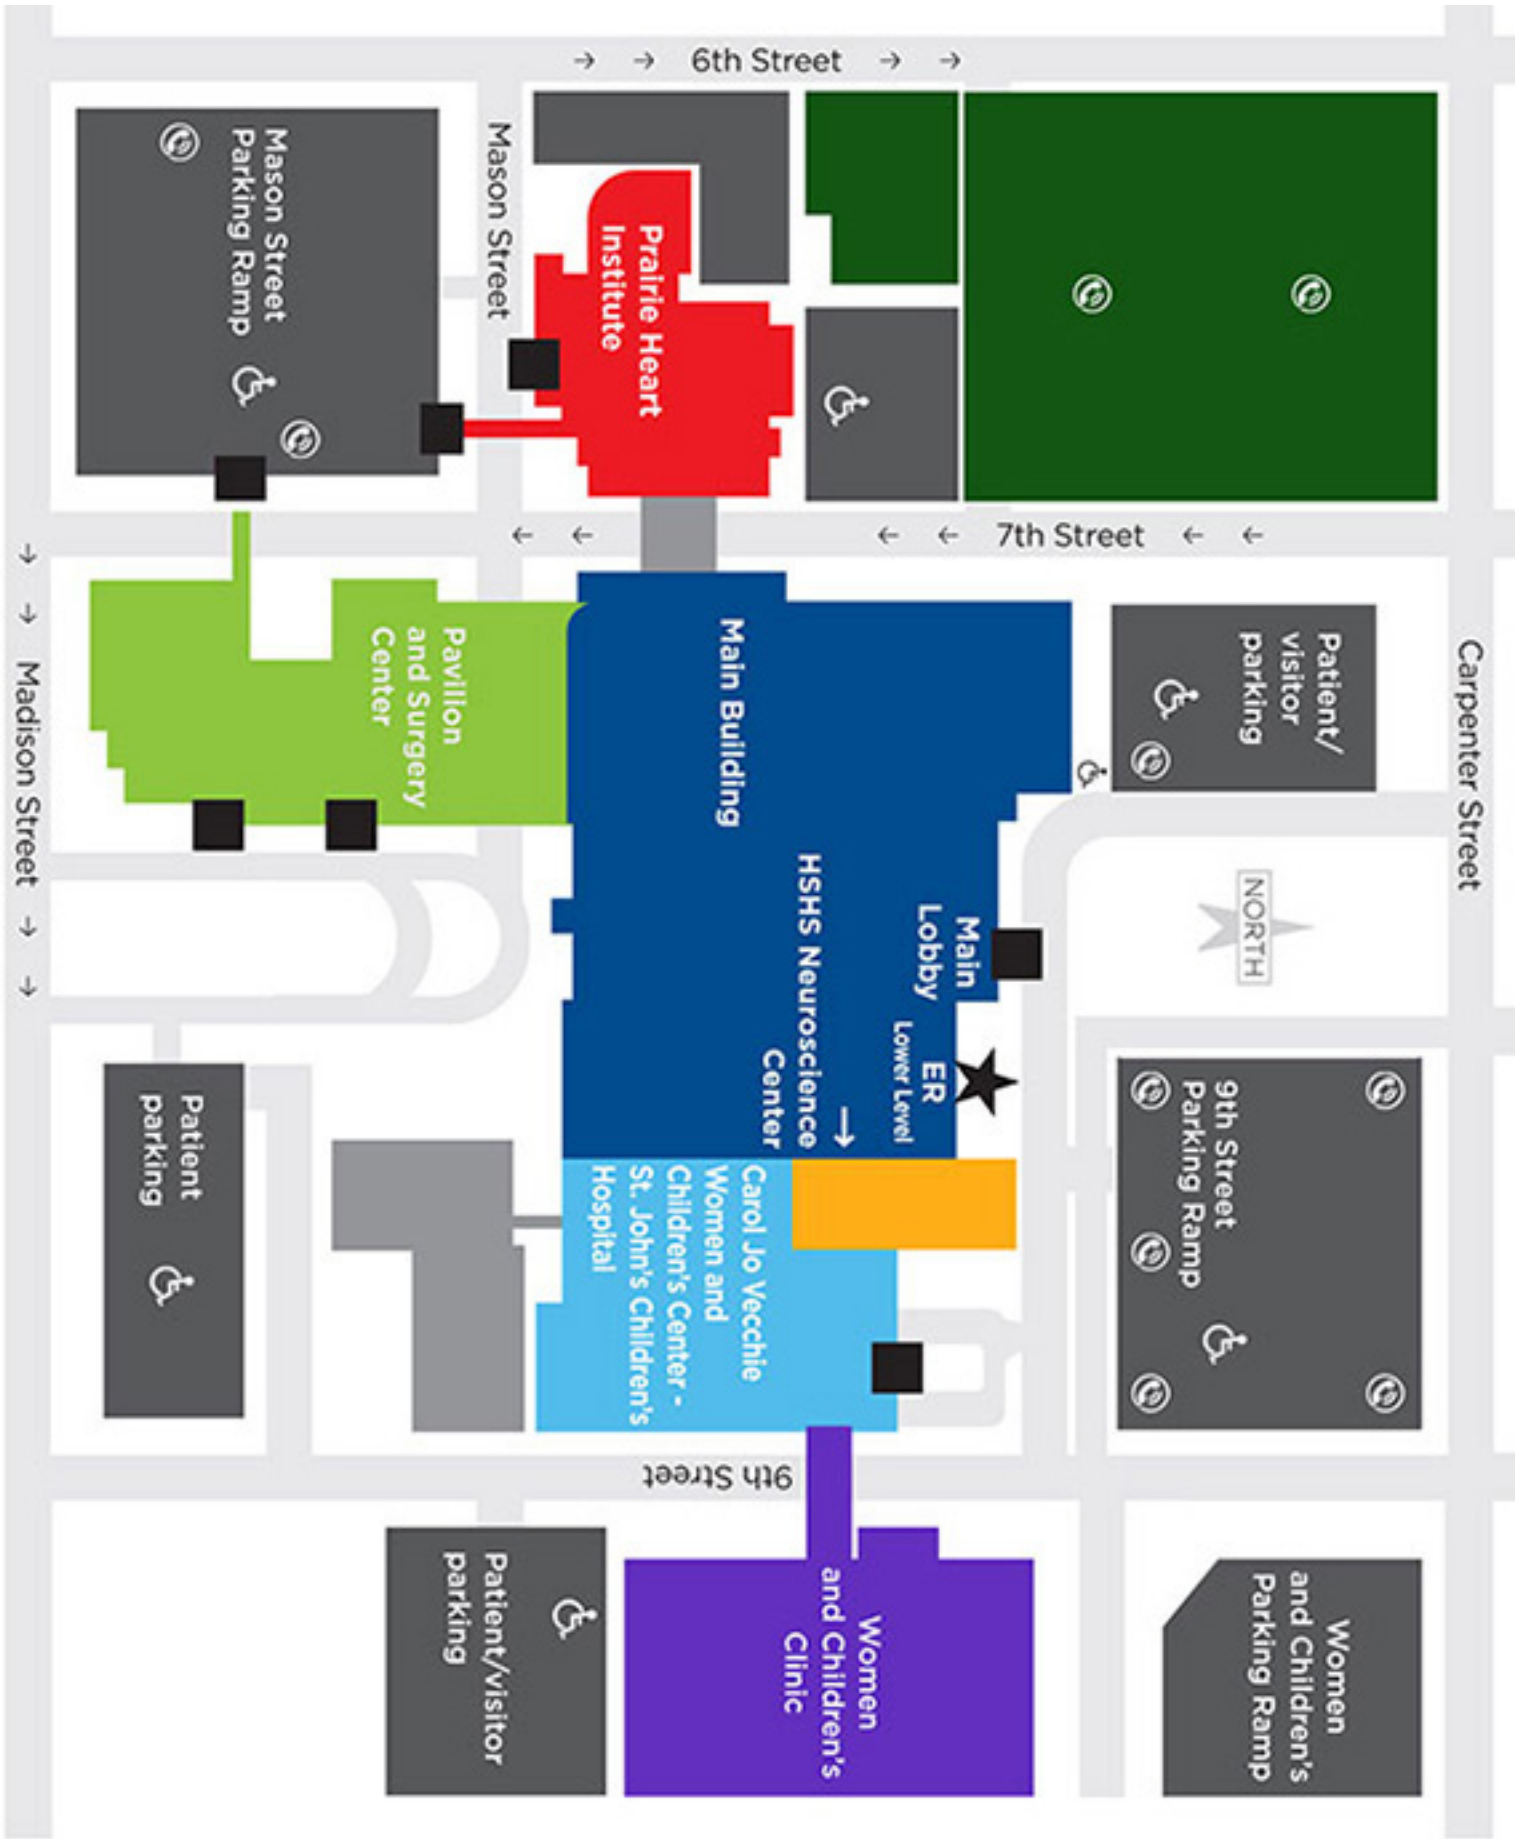 → → 6th Street → →
Mason Street
Parking Ramp
Mason Street
Prairie Heart
Institute
← ← ← ← 7th Street ← ←
Carpenter Street
Patient/
visitor
parking
Main Building
Pavilion
and Surgery
Center
→ → Madison Street → → →
NORTH
Main
Lobby
HSHS Neuroscience
Center
→
ER
Lower Level
9th Street
Parking Ramp
Patient
parking
Carol Jo Vecchie
Women and
Children's Center -
St. John's Children's
Hospital
9th Street
Patient/visitor
parking
Women
and Children's
Clinic
Women
and Children's
Parking Ramp